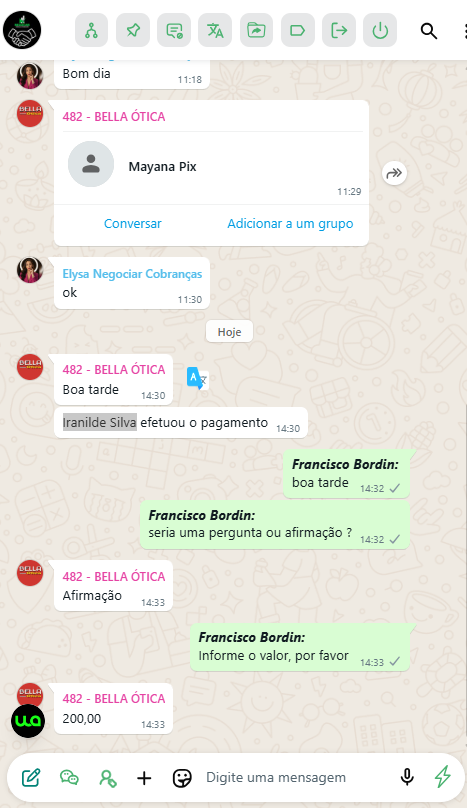 Bom dia
11:18
482 - BELLA ÓTICA
Mayana Pix
11:29
Conversar Adicionar a um grupo
Elysa Negociar Cobranças
ok
11:30
Hoje
482 - BELLA ÓTICA
Boa tarde
14:30
Iranilde Silva efetuou o pagamento 14:30
Francisco Bordin:
boa tarde 14:32
Francisco Bordin:
seria uma pergunta ou afirmação ? 14:32
482 - BELLA ÓTICA
Afirmação
14:33
Francisco Bordin:
Informe o valor, por favor 14:33
482 - BELLA ÓTICA
200,00
14:33
Digite uma mensagem